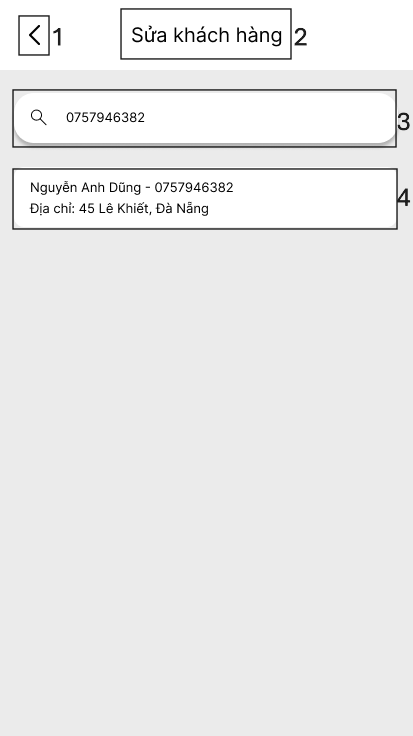 1
Sửa khách hàng 2
0757946382
3
Nguyễn Anh Dũng - 0757946382
Địa chỉ: 45 Lê Khiết, Đà Nẵng
4